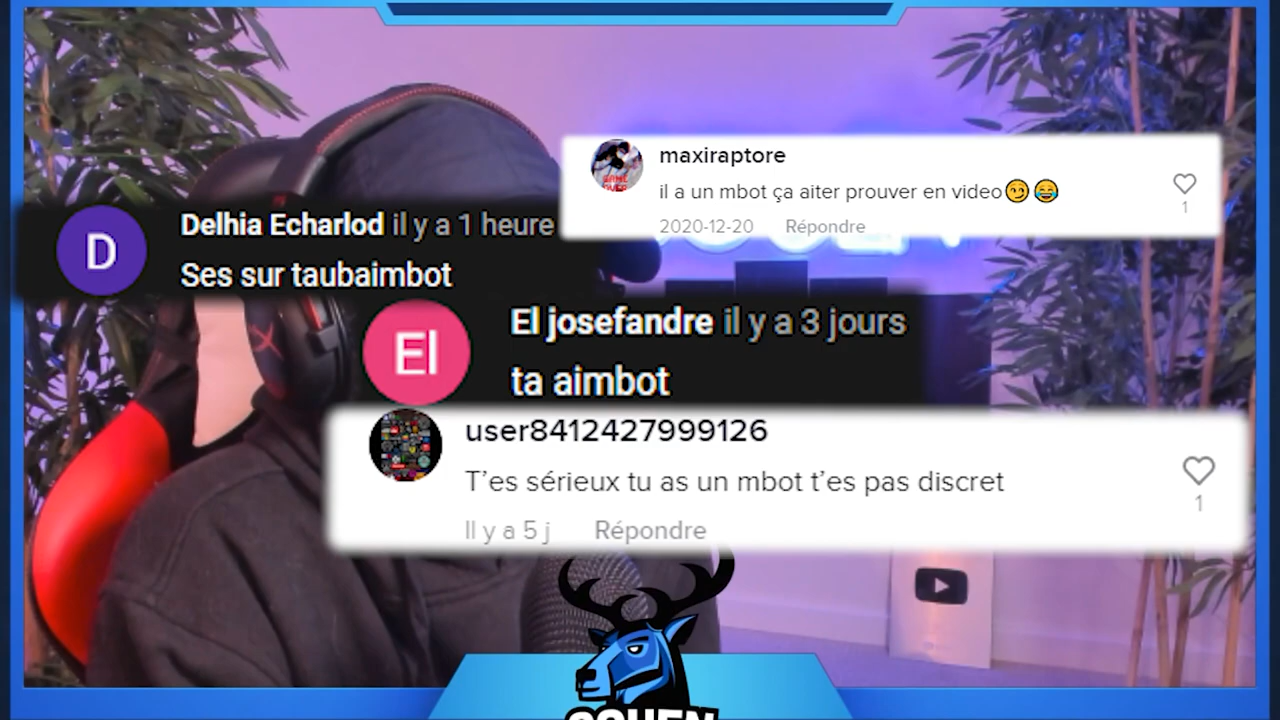 maxiraptore
il a un mbot ça aiter prouver en video😏😂
2020-12-20 Répondre
1
D
Delhia Echarlod il y a 1 heure
Ses sur taubaimbot
El
El josefandre il y a 3 jours
ta aimbot
user8412427999126
T’es sérieux tu as un mbot t’es pas discret
Il y a 5 j Répondre
1